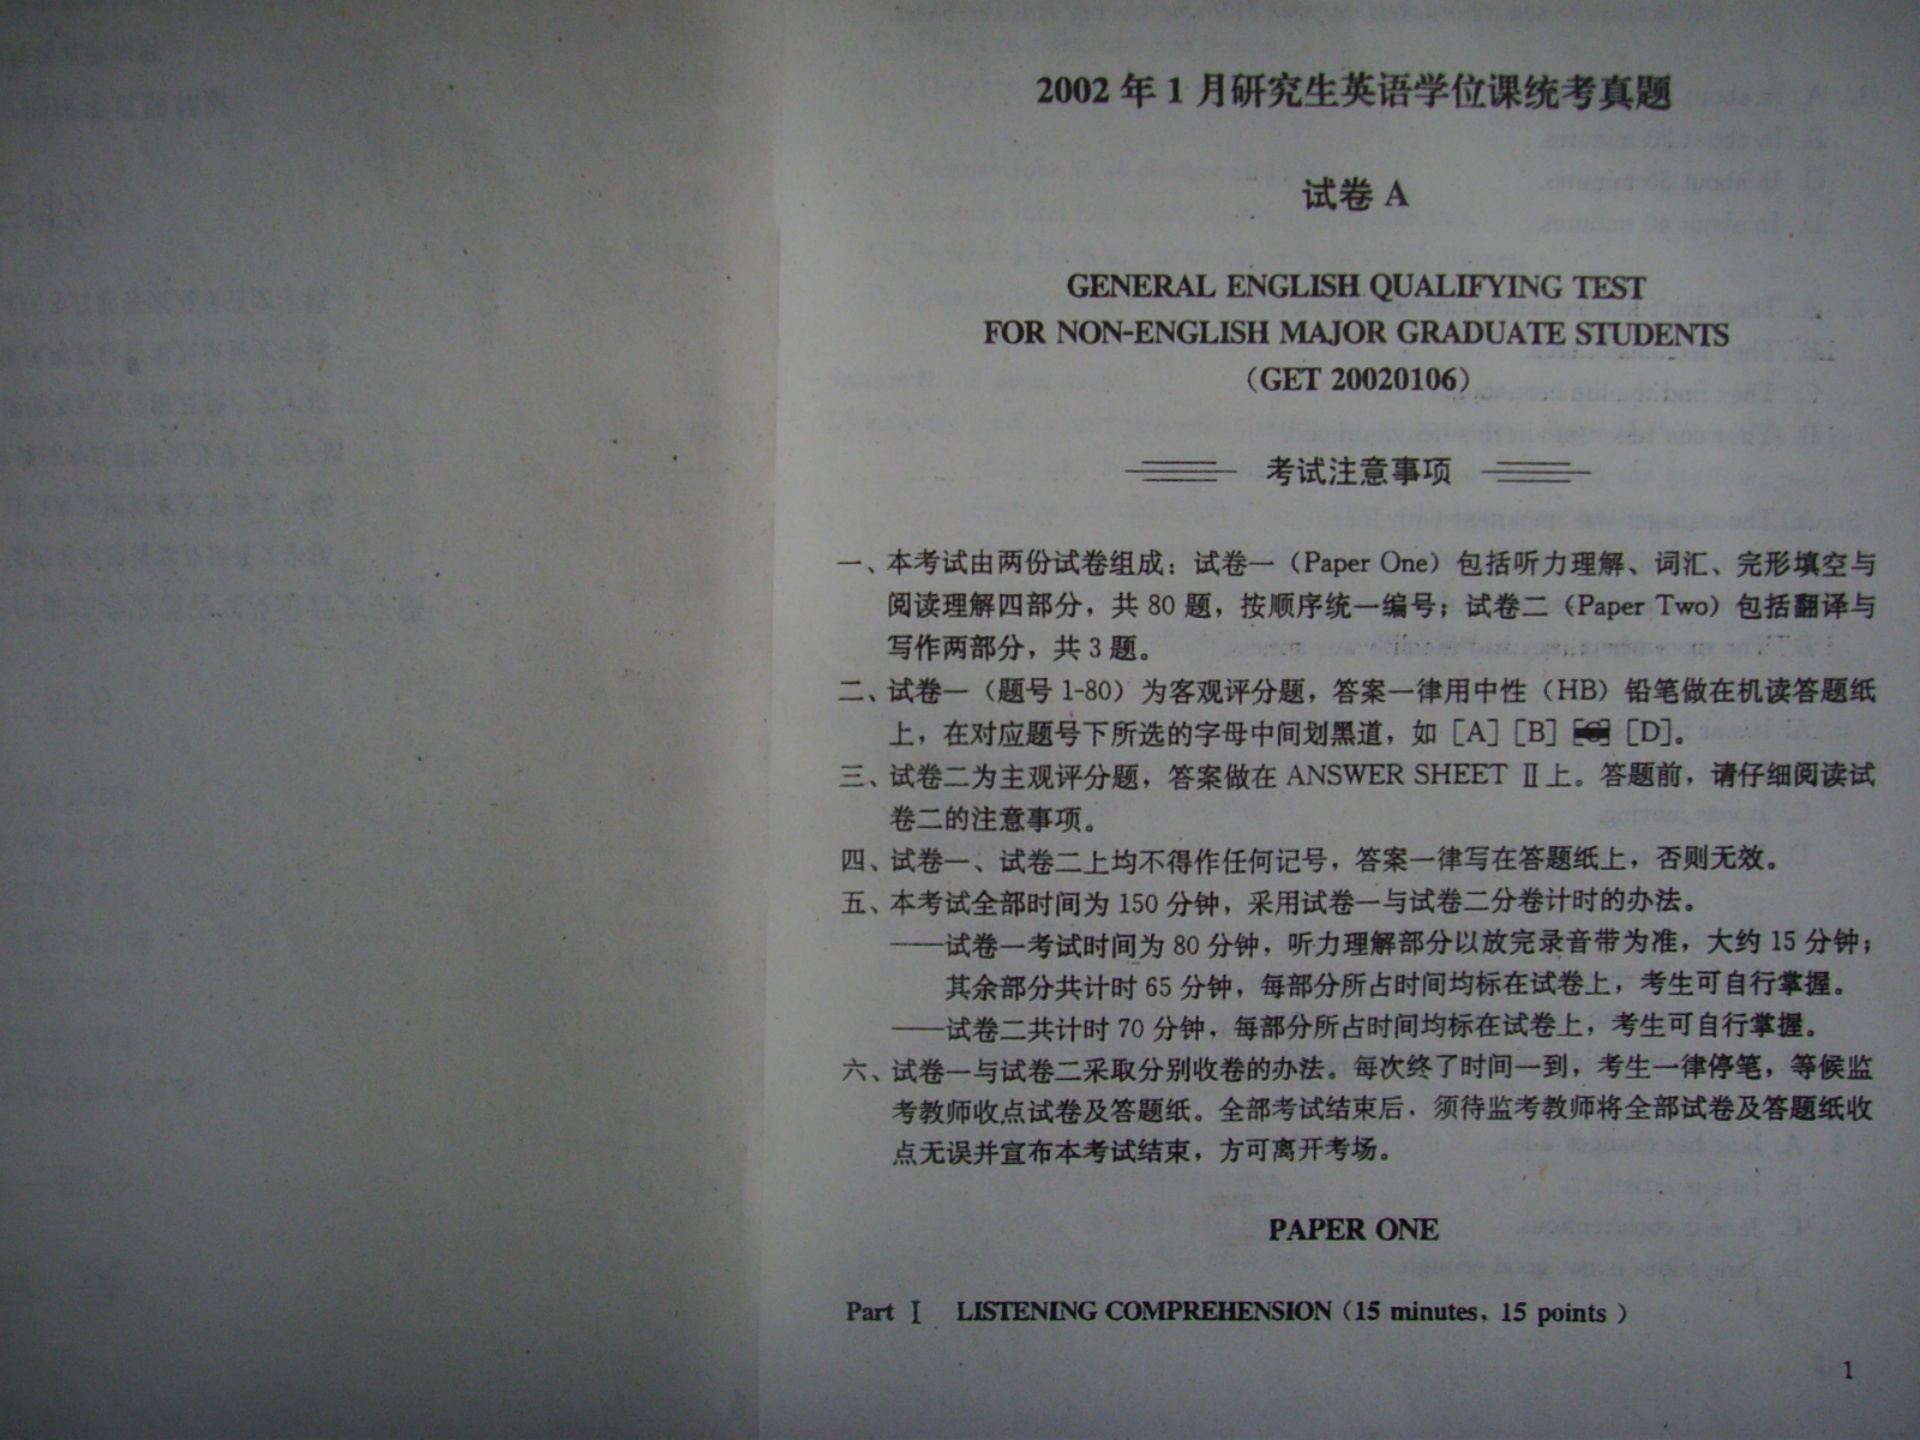 2002 年 1 月研究生英语学位课统考真题
试卷 A
GENERAL ENGLISH QUALIFYING TEST
FOR NON-ENGLISH MAJOR GRADUATE STUDENTS
（GET 20020106）
考试注意事项
一、本考试由两份试卷组成：试卷一（Paper One）包括听力理解、词汇、完形填空与
阅读理解四部分，共 80 题，按顺序统一编号；试卷二（Paper Two）包括翻译与
写作两部分，共 3 题。
二、试卷一（题号 1-80）为客观评分题，答案一律用中性（HB）铅笔做在机读答题纸
上，在对应题号下所选的字母中间划黑道，如［A］［B］［C］［D］。
三、试卷二为主观评分题，答案做在 ANSWER SHEET Ⅱ上。答题前，请仔细阅读试
卷二的注意事项。
四、试卷一、试卷二上均不得作任何记号，答案一律写在答题纸上，否则无效。
五、本考试全部时间为 150 分钟，采用试卷一与试卷二分卷计时的办法。
——试卷一考试时间为 80 分钟，听力理解部分以放完录音带为准，大约 15 分钟；
其余部分共计时 65 分钟，每部分所占时间均标在试卷上，考生可自行掌握。
——试卷二共计时 70 分钟，每部分所占时间均标在试卷上，考生可自行掌握。
六、试卷一与试卷二采取分别收卷的办法。每次终了时间一到，考生一律停笔，等候监
考教师收点试卷及答题纸。全部考试结束后，须待监考教师将全部试卷及答题纸收
点无误并宣布本考试结束，方可离开考场。
PAPER ONE
Part Ⅰ LISTENING COMPREHENSION（15 minutes, 15 points）
1